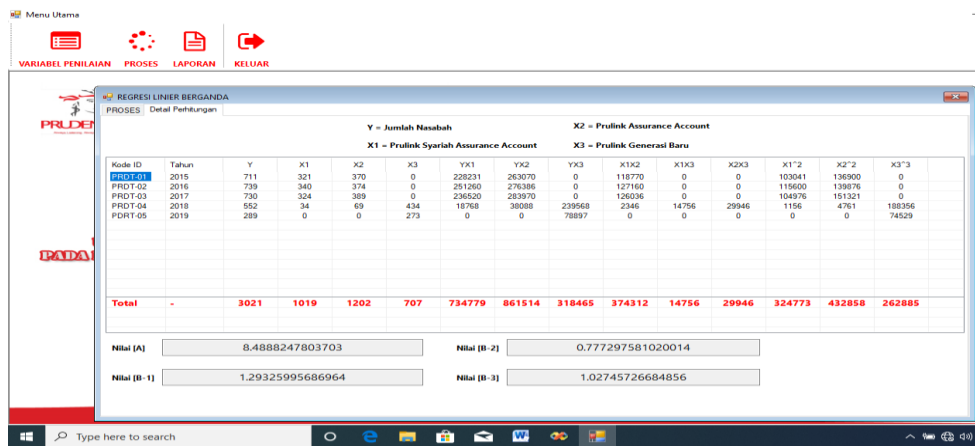 Menu Utama
VARIABEL PENILAIAN PROSES LAPORAN KELUAR
REGRESI LINIER BERGANDA
PROSES Detail Perhitungan
Y = Jumlah Nasabah X2 = Prulink Assurance Account
X1 = Prulink Syariah Assurance Account X3 = Prulink Generasi Baru
Kode ID Tahun Y X1 X2 X3 YX1 YX2 YX3 X1X2 X1X3 X2X3 X1^2 X2^2 X3^3
PRDT-01 2015 711 321 370 0 228231 263070 0 118770 0 0 103041 136900 0
PRDT-02 2016 739 340 374 0 251260 276386 0 127160 0 0 115600 139876 0
PRDT-03 2017 730 324 389 0 236520 283970 0 126036 0 0 104976 151321 0
PRDT-04 2018 552 34 69 434 18768 38088 239568 2346 14756 29946 1156 4761 188356
PDRT-05 2019 289 0 0 273 0 0 78897 0 0 0 0 0 74529
Total - 3021 1019 1202 707 734779 861514 318465 374312 14756 29946 324773 432858 262885
Nilai [A] 8.4888247803703 Nilai [B-2] 0.777297581020014
Nilai [B-1] 1.29325995686964 Nilai [B-3] 1.02745726684856
Type here to search